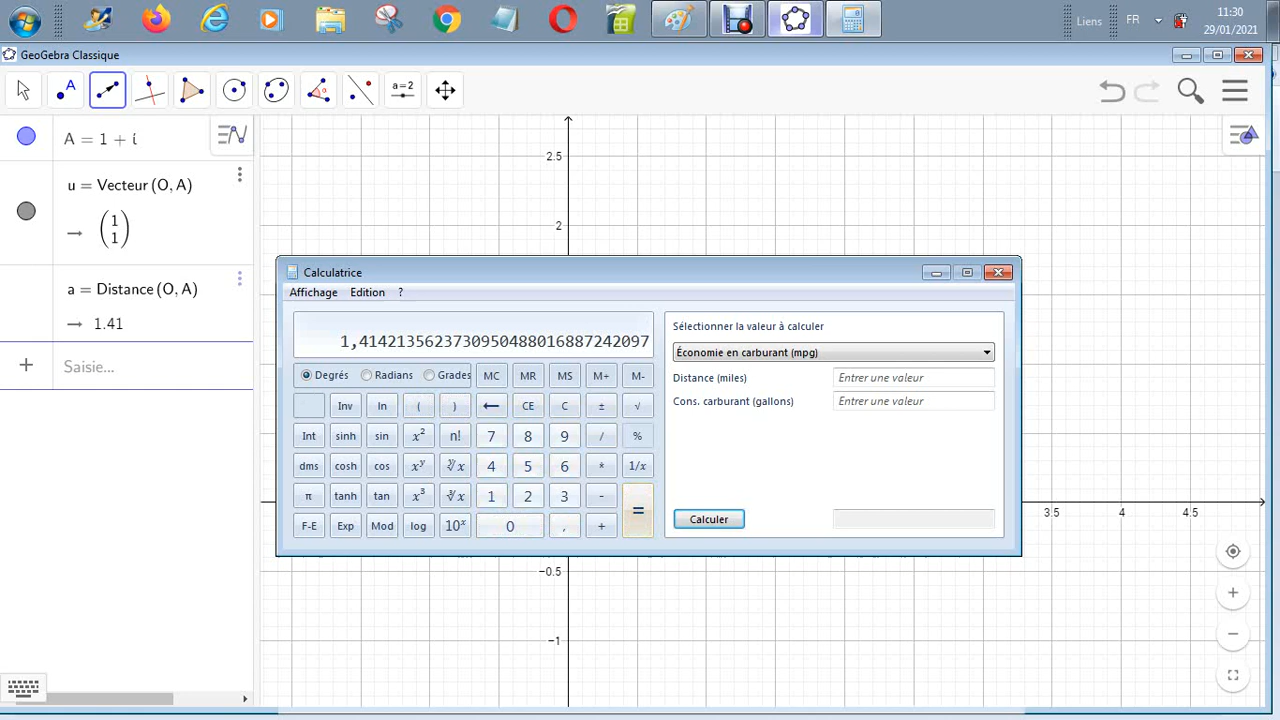 Liens
FR
11:30
29/01/2021
GeoGebra Classique
A
a=2
A = 1 + i
u = Vecteur (O, A)
→ (1
1)
a = Distance (O, A)
→ 1.41
Saisie...
2.5
2
3.5
4
4.5
−0.5
−1
Calculatrice
Affichage Edition ?
1,4142135623730950488016887242097
Degrés Radians Grades MC MR MS M+ M-
Inv ln ( ) ← CE C ± √
Int sinh sin x² n! 7 8 9 / %
dms cosh cos xʸ ʸ√x 4 5 6 * 1/x
π tanh tan x³ ³√x 1 2 3 - =
F-E Exp Mod log 10ˣ 0 , +
Sélectionner la valeur à calculer
Économie en carburant (mpg)
Distance (miles) Entrer une valeur
Cons. carburant (gallons) Entrer une valeur
Calculer